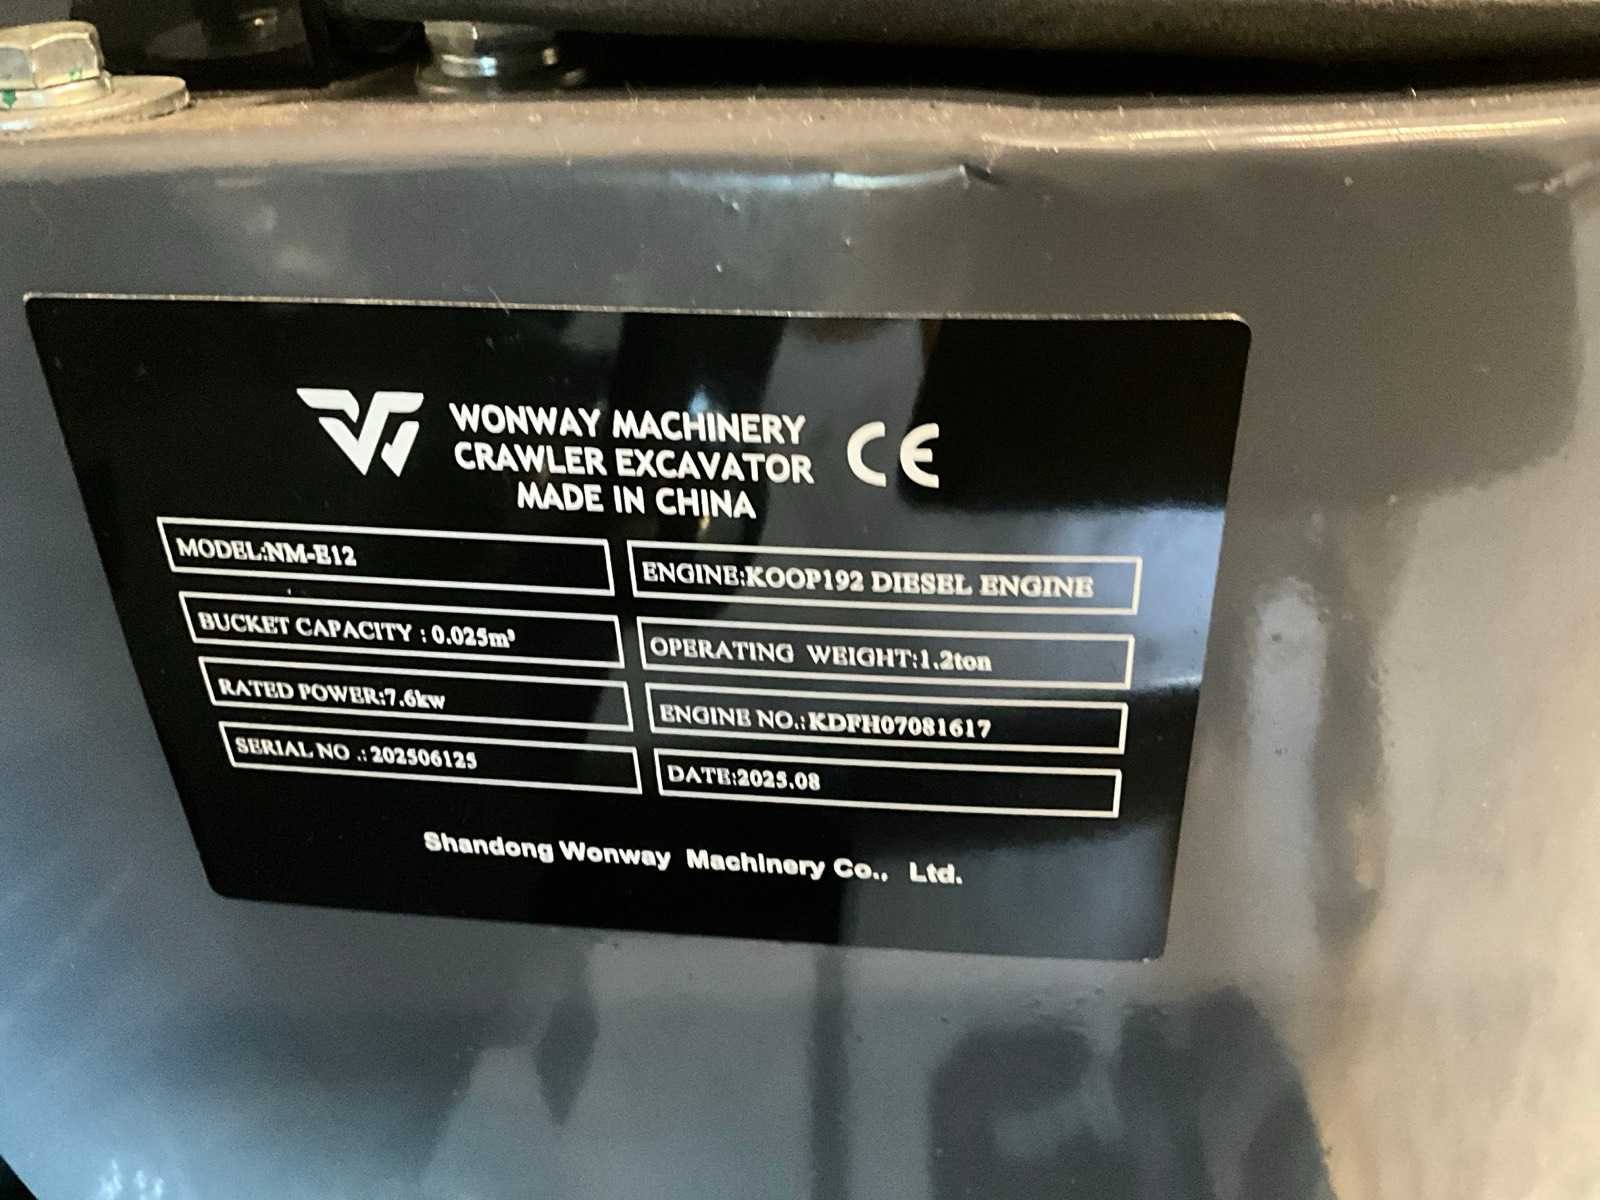 WONWAY MACHINERY
CRAWLER EXCAVATOR
MADE IN CHINA
CE
MODEL:NM-E12
ENGINE:KOOP192 DIESEL ENGINE
BUCKET CAPACITY : 0.025m³
OPERATING WEIGHT:1.2ton
RATED POWER:7.6kw
ENGINE NO.:KDFH07081617
SERIAL NO .: 202506125
DATE:2025.08
Shandong Wonway Machinery Co., Ltd.